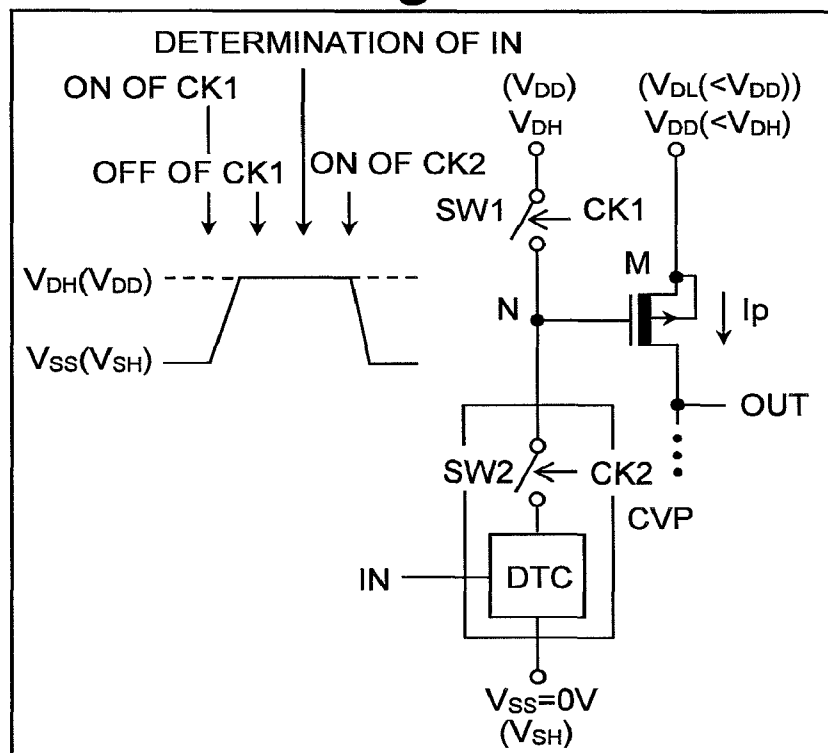 DETERMINATION OF IN
ON OF CK1
OFF OF CK1
ON OF CK2
VDH(VDD)
VSS(VSH)
(VDD)
VDH
(VDL(<VDD))
VDD(<VDH)
SW1
CK1
M
N
Ip
OUT
SW2
CK2
CVP
IN
DTC
VSS=0V
(VSH)